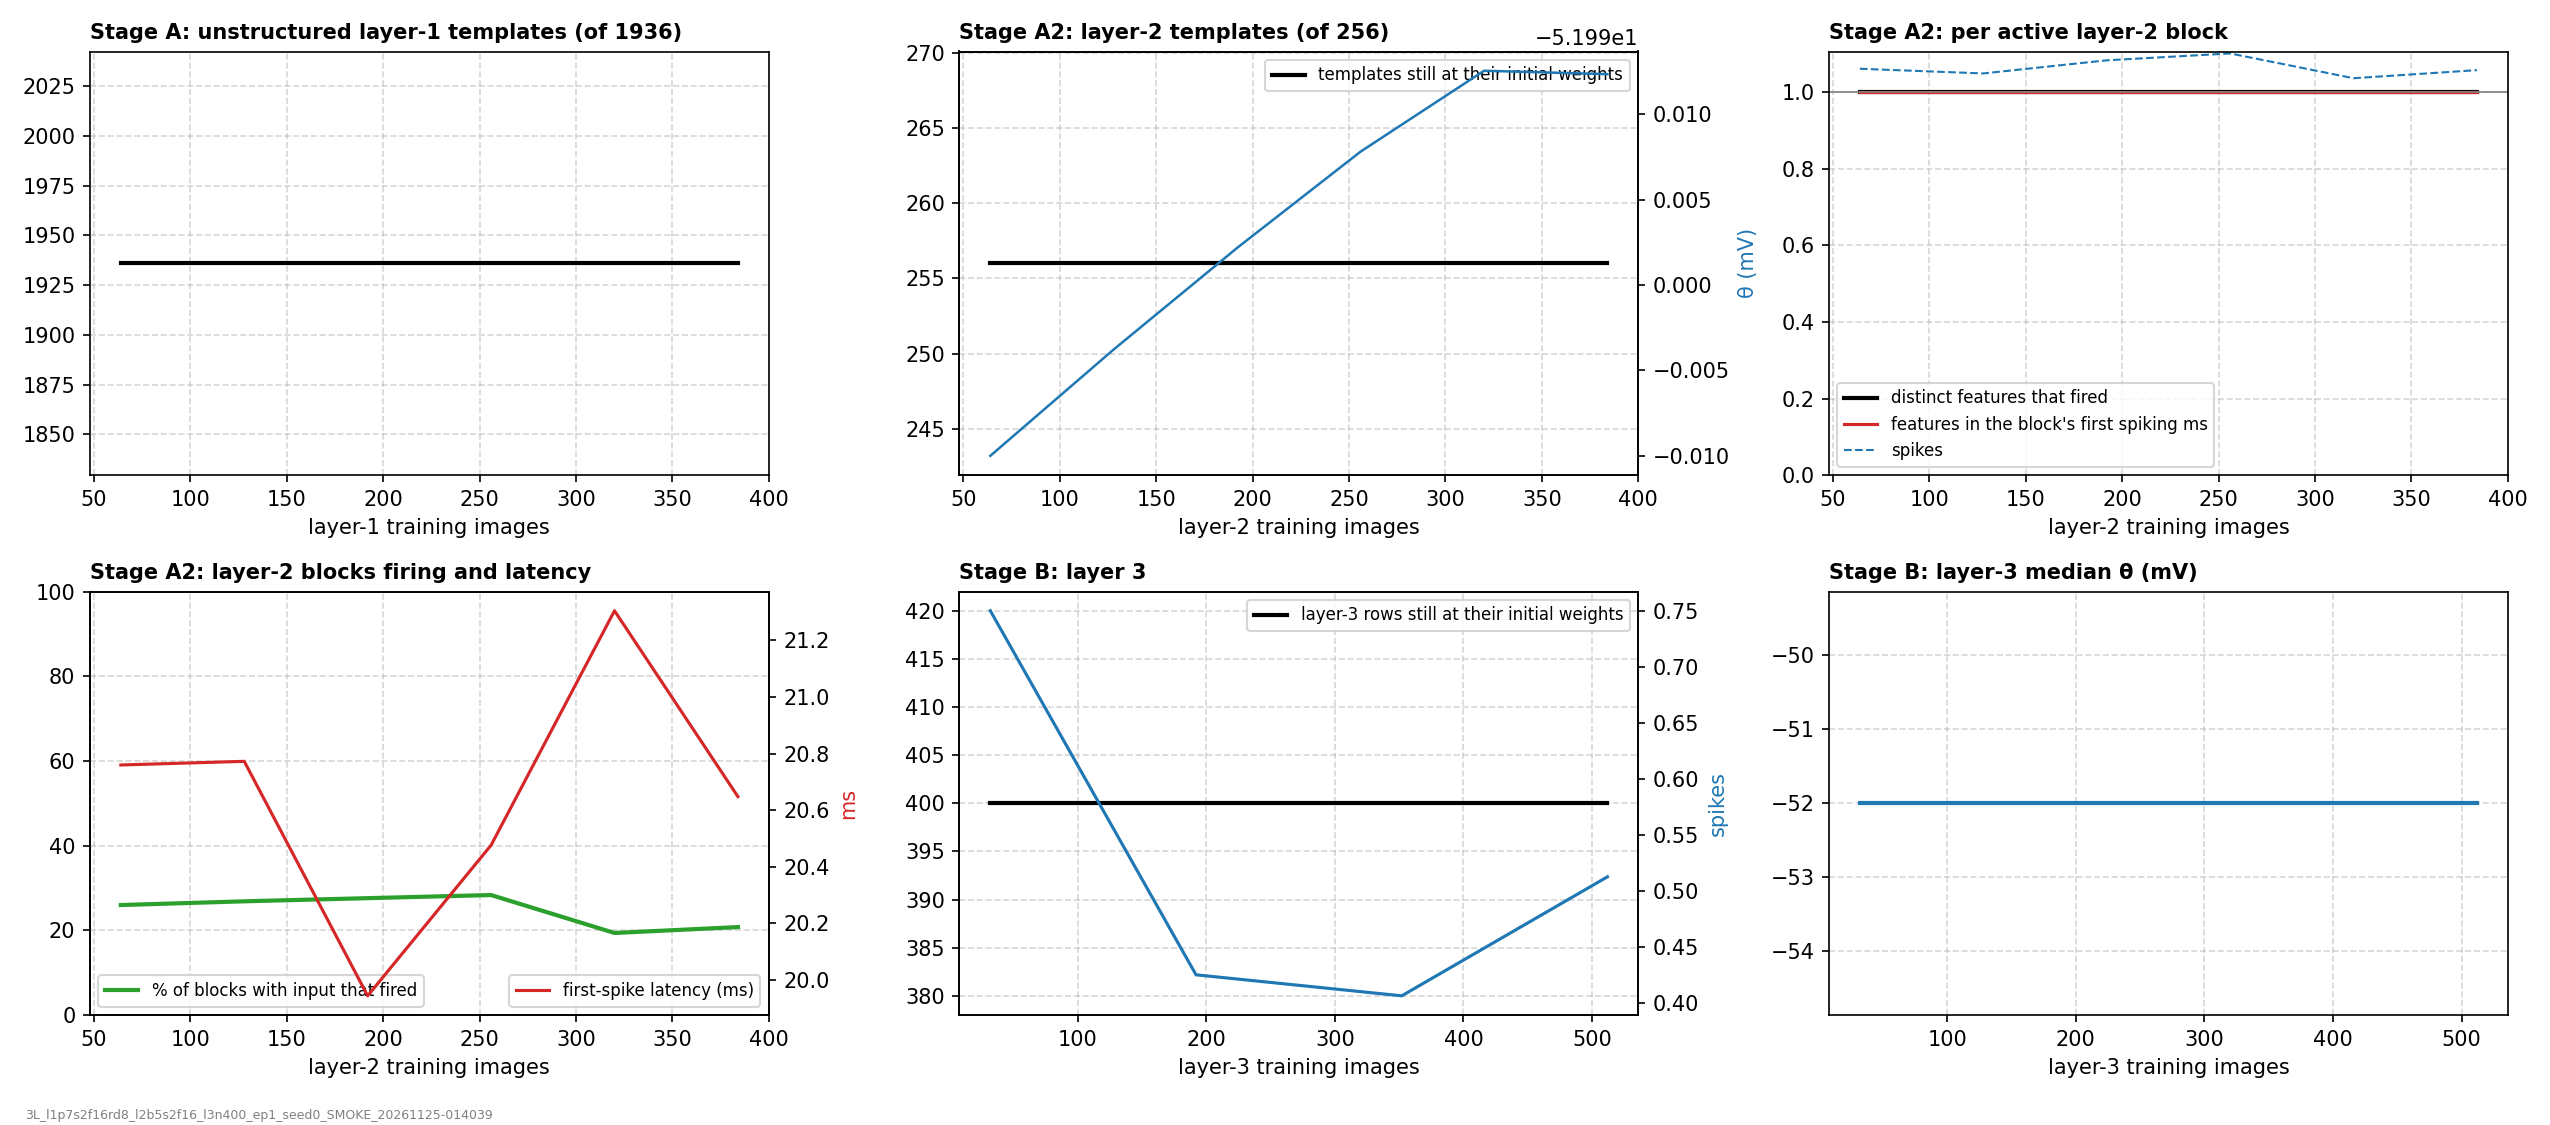 Stage A: unstructured layer-1 templates (of 1936)
2025
2000
1975
1950
1925
1900
1875
1850
50 100 150 200 250 300 350 400
layer-1 training images
Stage A2: layer-2 templates (of 256)
−5.199e1
270
265
260
255
250
245
templates still at their initial weights
0.010
0.005
0.000
−0.005
−0.010
θ (mV)
50 100 150 200 250 300 350 400
layer-2 training images
Stage A2: per active layer-2 block
1.0
0.8
0.6
0.4
0.2
0.0
distinct features that fired
features in the block's first spiking ms
spikes
50 100 150 200 250 300 350 400
layer-2 training images
Stage A2: layer-2 blocks firing and latency
100
80
60
40
20
0
21.2
21.0
20.8
20.6
20.4
20.2
20.0
ms
% of blocks with input that fired
first-spike latency (ms)
50 100 150 200 250 300 350 400
layer-2 training images
Stage B: layer 3
420
415
410
405
400
395
390
385
380
layer-3 rows still at their initial weights
0.75
0.70
0.65
0.60
0.55
0.50
0.45
0.40
spikes
100 200 300 400 500
layer-3 training images
Stage B: layer-3 median θ (mV)
−50
−51
−52
−53
−54
100 200 300 400 500
layer-3 training images
3L_l1p7s2f16rd8_l2b5s2f16_l3n400_ep1_seed0_SMOKE_20261125-014039